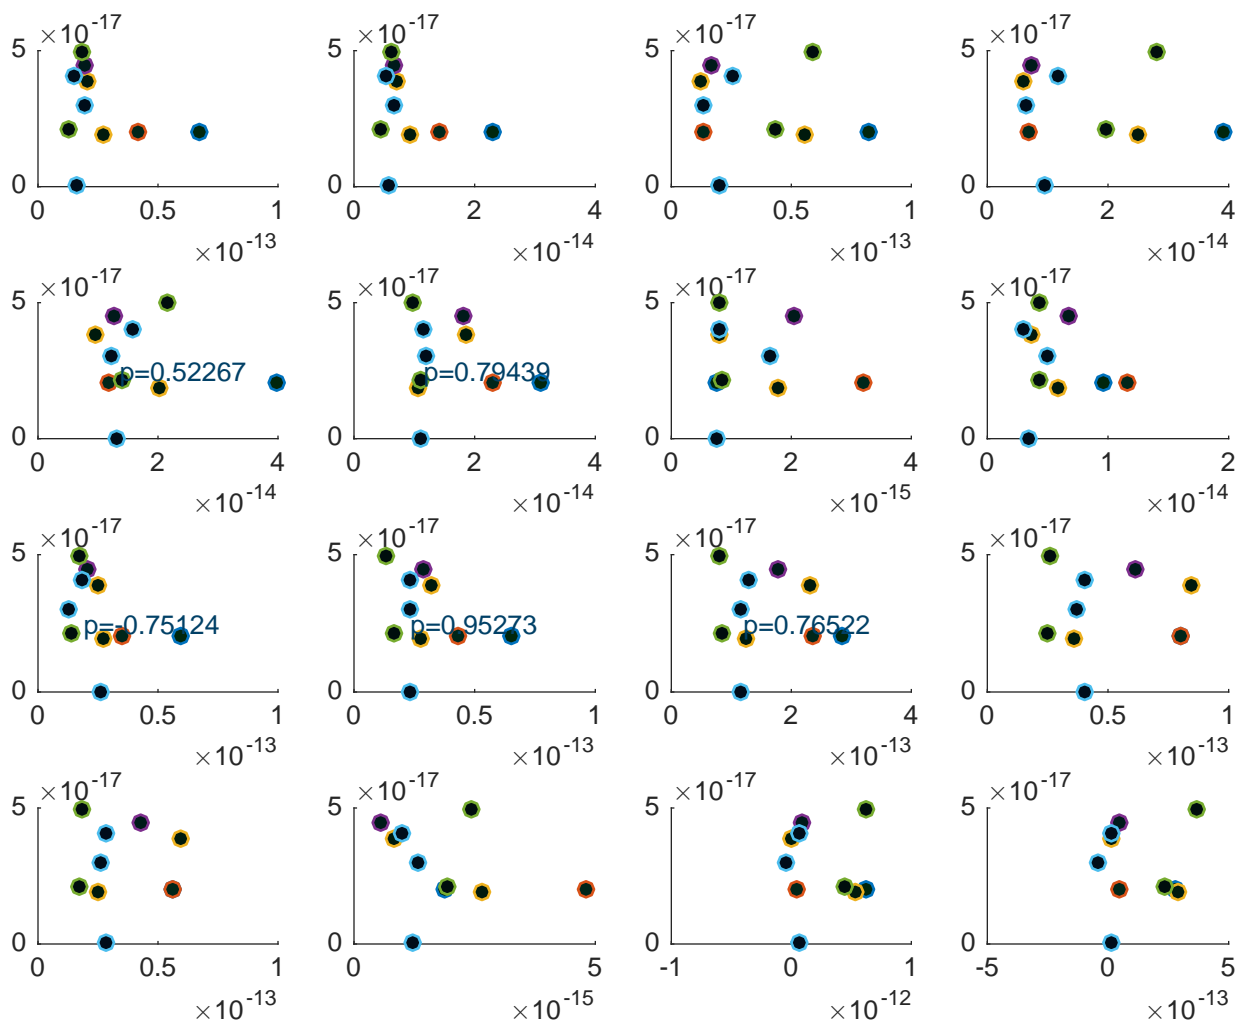 ×10-17 ×10-17 ×10-17 ×10-17
5 5 5 5
0 0 0 0
0 0.5 1 0 2 4 0 0.5 1 0 2 4
×10-13 ×10-14 ×10-13 ×10-14
×10-17 ×10-17 ×10-17 ×10-17
5 5 5 5
p=0.52267 p=0.79439
0 0 0 0
0 2 4 0 2 4 0 2 4 0 1 2
×10-14 ×10-14 ×10-15 ×10-14
×10-17 ×10-17 ×10-17 ×10-17
5 5 5 5
p=-0.75124 p=0.95273 p=0.76522
0 0 0 0
0 0.5 1 0 0.5 1 0 2 4 0 0.5 1
×10-13 ×10-13 ×10-13 ×10-13
×10-17 ×10-17 ×10-17 ×10-17
5 5 5 5
0 0 0 0
0 0.5 1 0 5 -1 0 1 -5 0 5
×10-13 ×10-15 ×10-12 ×10-13